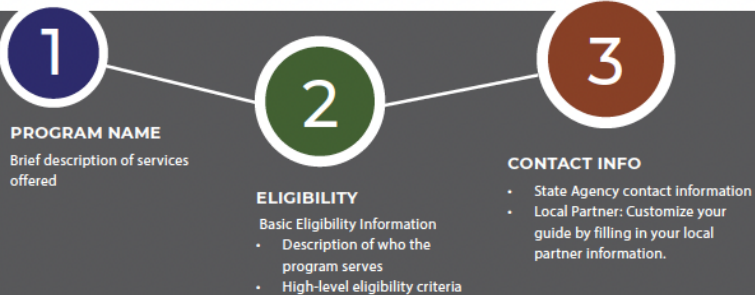 1
PROGRAM NAME
Brief description of services
offered
2
ELIGIBILITY
Basic Eligibility Information
• Description of who the
program serves
• High-level eligibility criteria
3
CONTACT INFO
• State Agency contact information
• Local Partner: Customize your
guide by filling in your local
partner information.